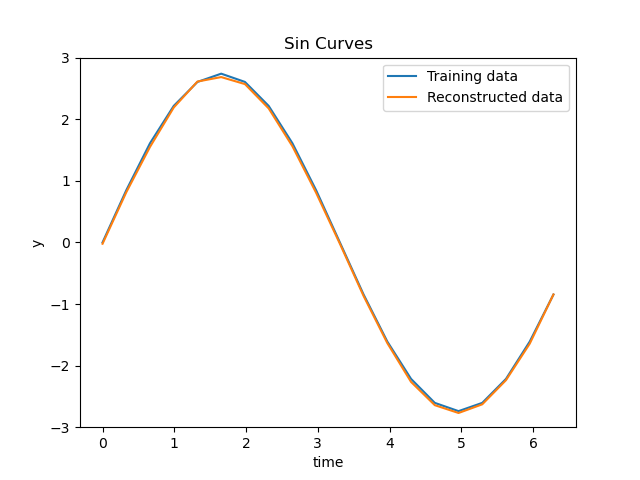 Sin Curves
Training data
Reconstructed data
3
2
1
0
−1
−2
−3
y
0 1 2 3 4 5 6
time